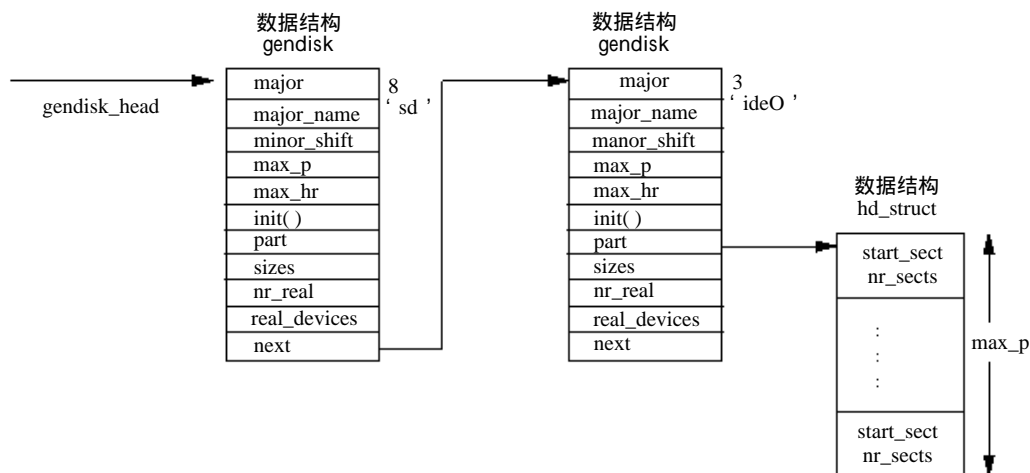 数据结构
gendisk
gendisk_head
major
major_name
minor_shift
max_p
max_hr
init( )
part
sizes
nr_real
real_devices
next
8
' sd '
数据结构
gendisk
major
major_name
manor_shift
max_p
max_hr
init( )
part
sizes
nr_real
real_devices
next
3
' ideO '
数据结构
hd_struct
start_sect
nr_sects
:
:
:
start_sect
nr_sects
max_p